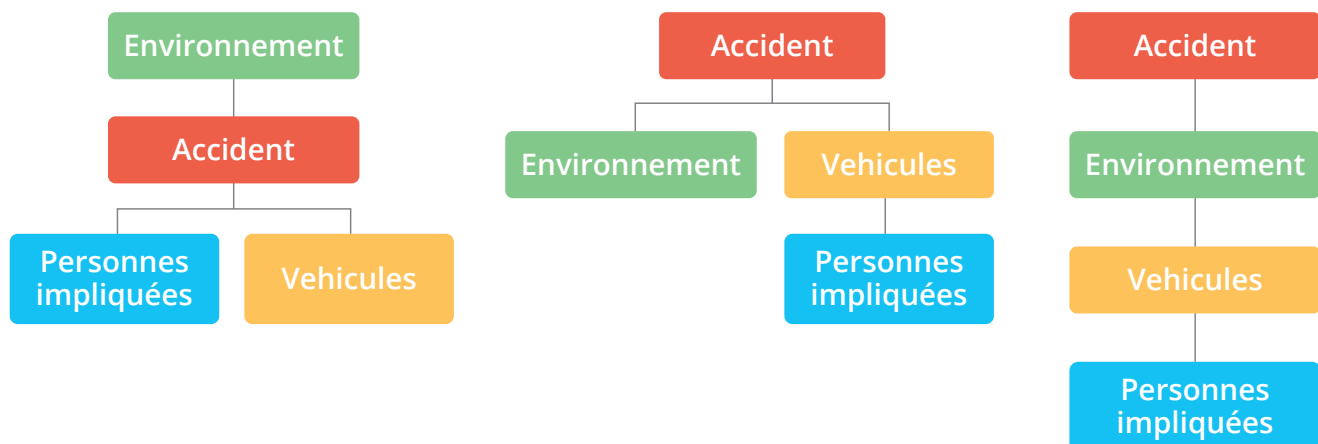 Environnement
Accident
Personnes
impliquées
Vehicules
Accident
Environnement
Vehicules
Personnes
impliquées
Accident
Environnement
Vehicules
Personnes
impliquées